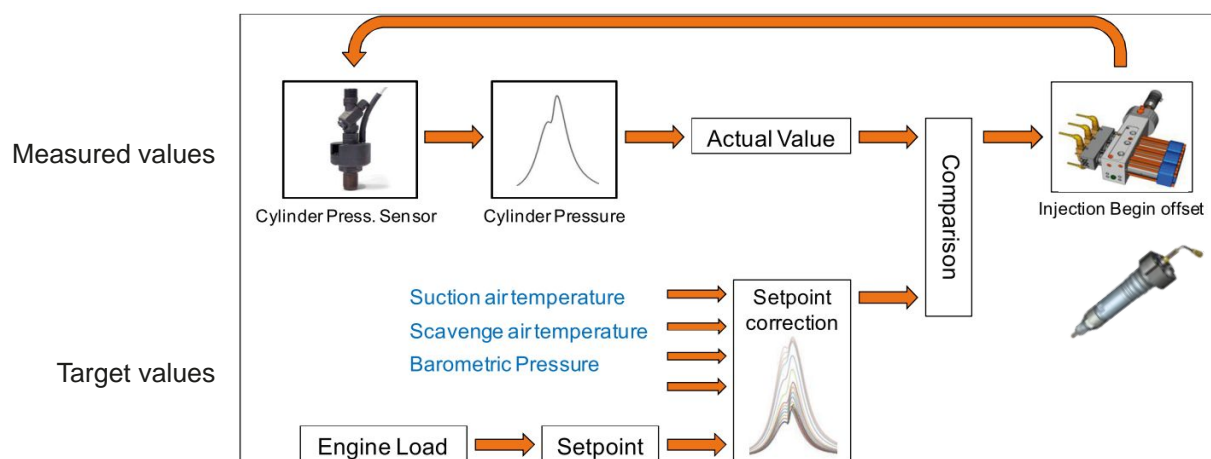 Measured values
Cylinder Press. Sensor
Cylinder Pressure
Actual Value
Comparison
Injection Begin offset
Target values
Suction air temperature
Scavenge air temperature
Barometric Pressure
Setpoint
correction
Engine Load
Setpoint